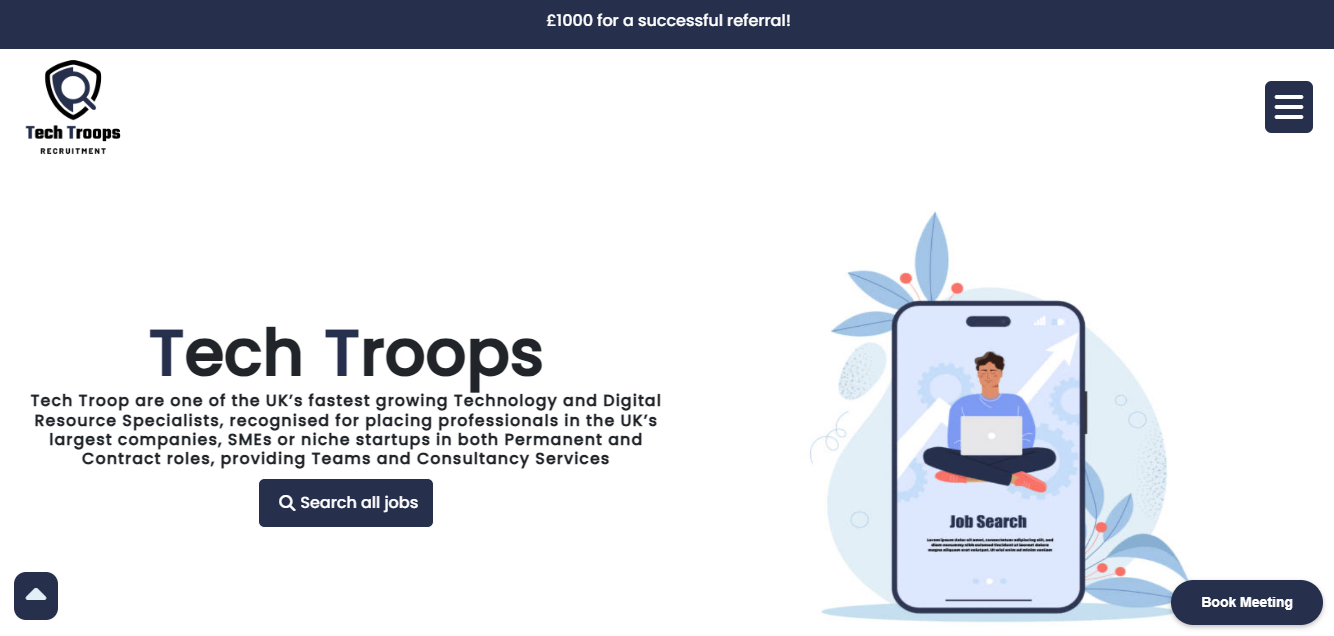 £1000 for a successful referral!
Tech Troops
RECRUITMENT
Tech Troops
Tech Troop are one of the UK’s fastest growing Technology and Digital
Resource Specialists, recognised for placing professionals in the UK’s
largest companies, SMEs or niche startups in both Permanent and
Contract roles, providing Teams and Consultancy Services
Search all jobs
Job Search
Book Meeting